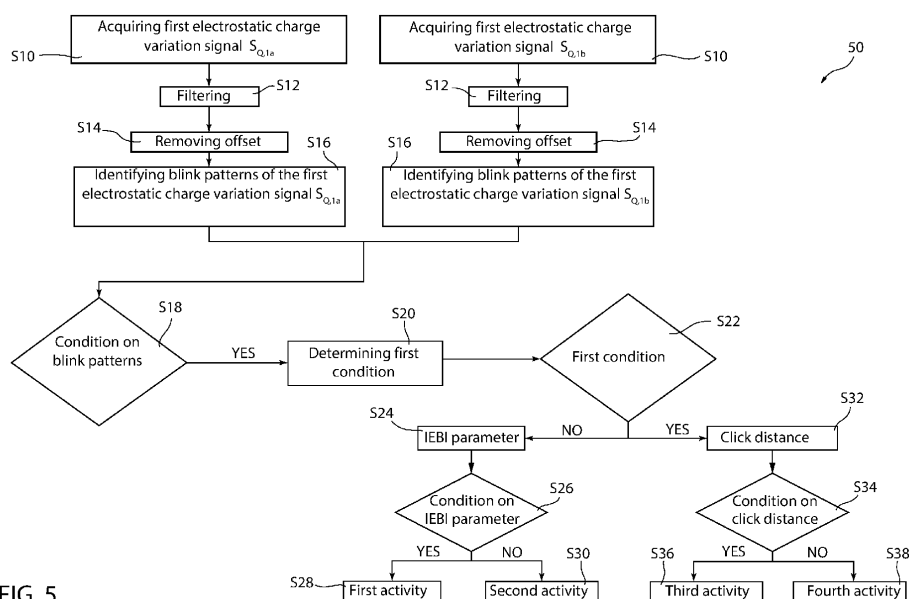 Acquiring first electrostatic charge
variation signal S_Q,1a
S10
Acquiring first electrostatic charge
variation signal S_Q,1b
S10
50
Filtering
S12
S12
Filtering
S14
Removing offset
S16
S16
Removing offset
S14
Identifying blink patterns of the first
electrostatic charge variation signal S_Q,1a
Identifying blink patterns of the first
electrostatic charge variation signal S_Q,1b
S18
Condition on
blink patterns
YES
S20
Determining first
condition
S22
First condition
NO
YES
S24
IEBI parameter
S32
Click distance
S26
Condition on
IEBI parameter
S34
Condition on
click distance
YES
NO
YES
NO
S28
First activity
S30
Second activity
S36
Third activity
S38
Fourth activity
FIG. 5